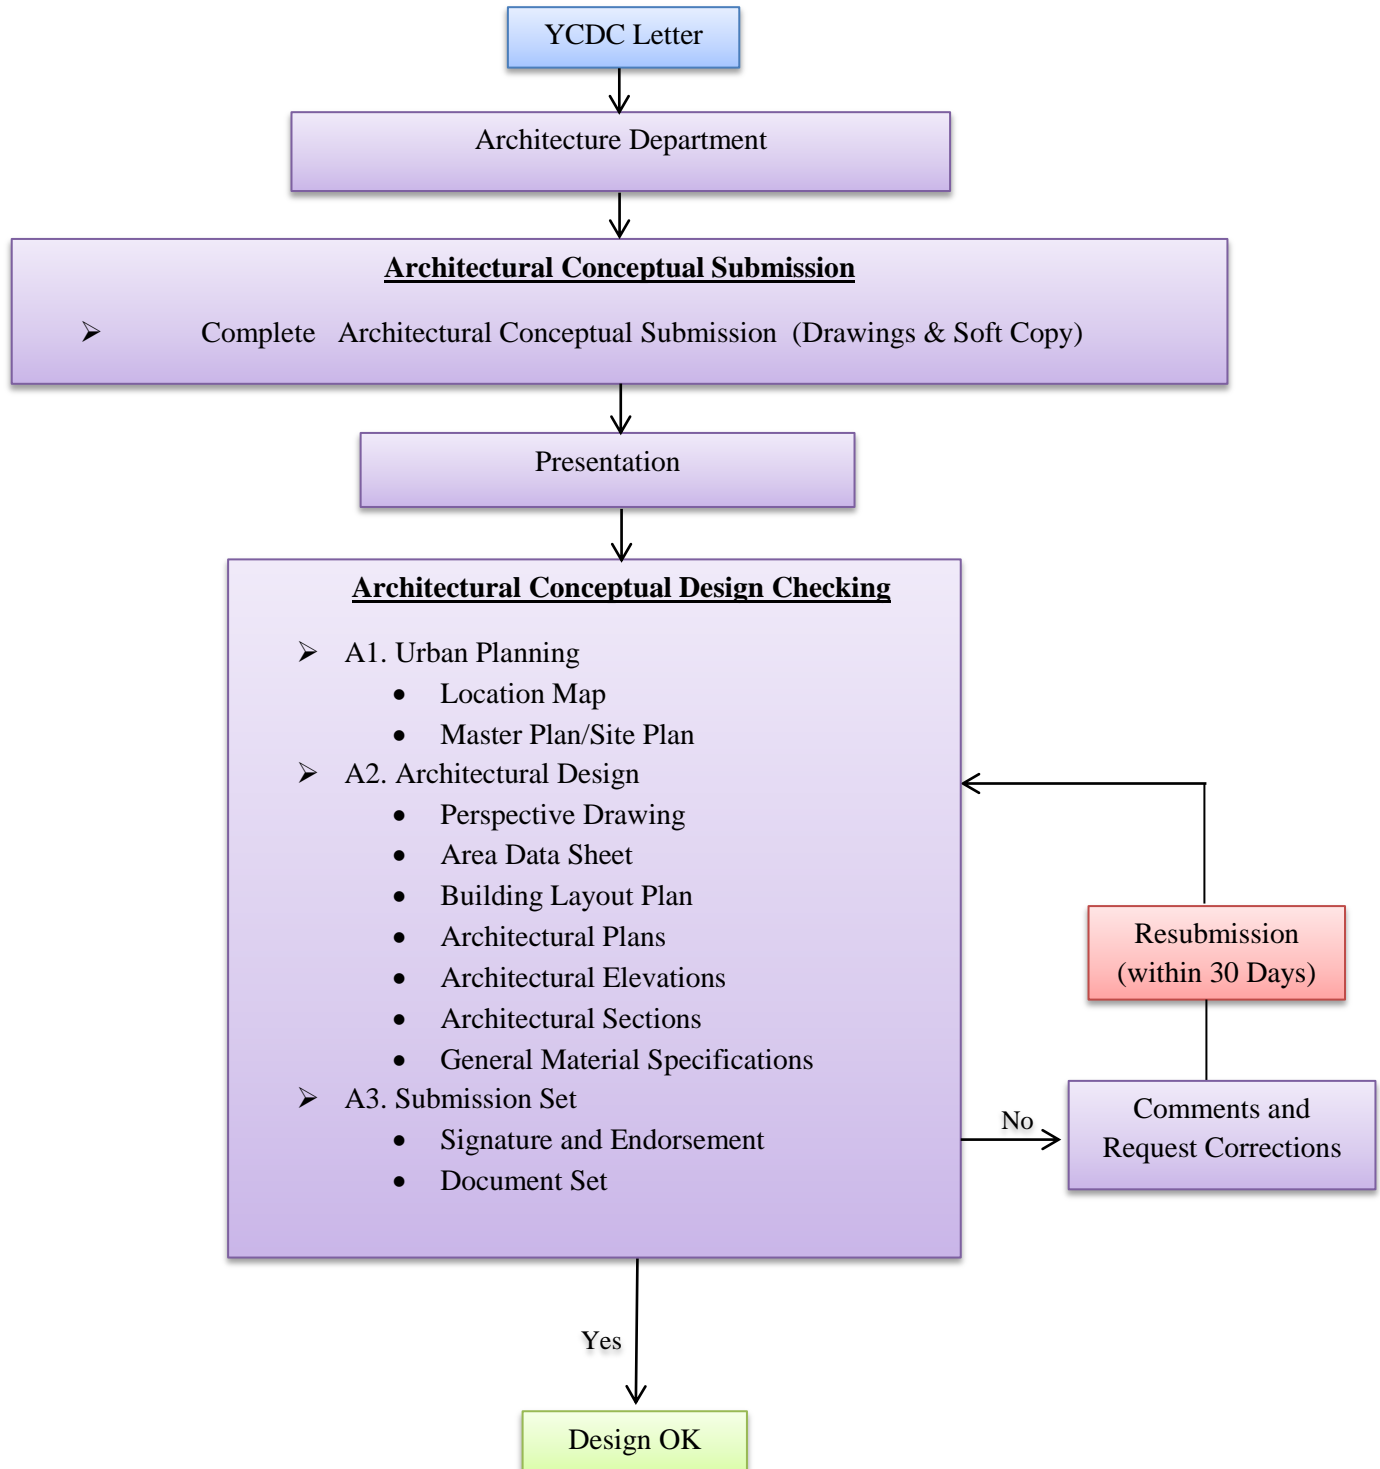 YCDC Letter
Architecture Department
Architectural Conceptual Submission
➢ Complete Architectural Conceptual Submission (Drawings & Soft Copy)
Presentation
Architectural Conceptual Design Checking
➢ A1. Urban Planning
• Location Map
• Master Plan/Site Plan
➢ A2. Architectural Design
• Perspective Drawing
• Area Data Sheet
• Building Layout Plan
• Architectural Plans
• Architectural Elevations
• Architectural Sections
• General Material Specifications
➢ A3. Submission Set
• Signature and Endorsement
• Document Set
No
Comments and
Request Corrections
Resubmission
(within 30 Days)
Yes
Design OK